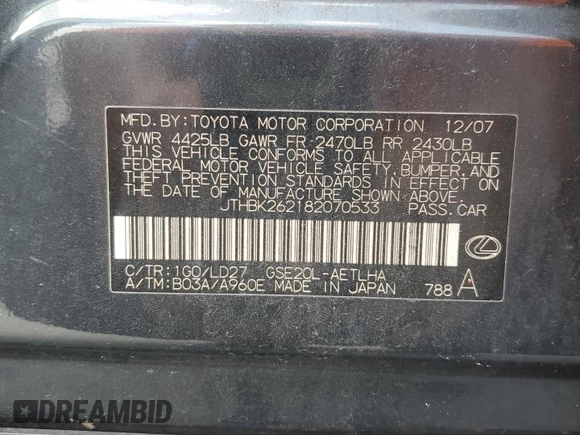 MFD.BY:TOYOTA MOTOR CORPORATION 12/07
GVWR 4425LB GAWR FR 2470LB RR 2430LB
THIS VEHICLE CONFORMS TO ALL APPLICABLE
FEDERAL MOTOR VEHICLE SAFETY,BUMPER,AND
THEFT PREVENTION STANDARDS IN EFFECT ON
THE DATE OF MANUFACTURE SHOWN ABOVE.
JTHBK262182070533 PASS.CAR
C/TR:1G0/LD27 GSE20L-AETLHA
A/TM:B03A/A960E MADE IN JAPAN 788 A
DREAMBID